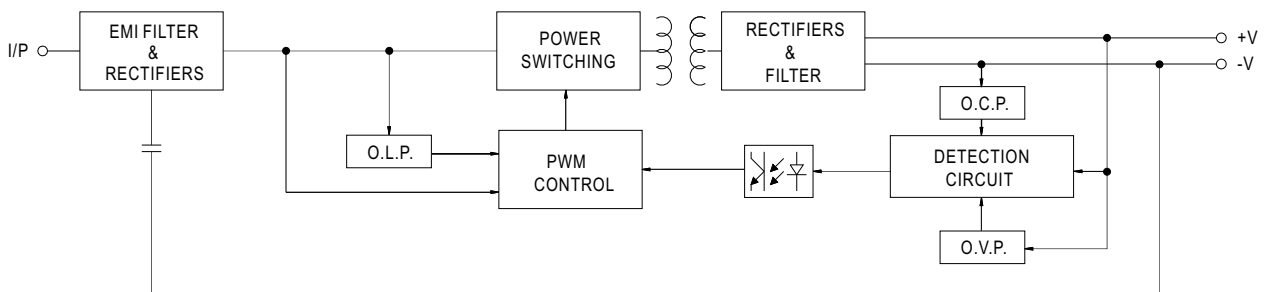 I/P
EMI FILTER
&
RECTIFIERS
POWER
SWITCHING
RECTIFIERS
&
FILTER
+V
-V
O.C.P.
O.L.P.
PWM
CONTROL
DETECTION
CIRCUIT
O.V.P.